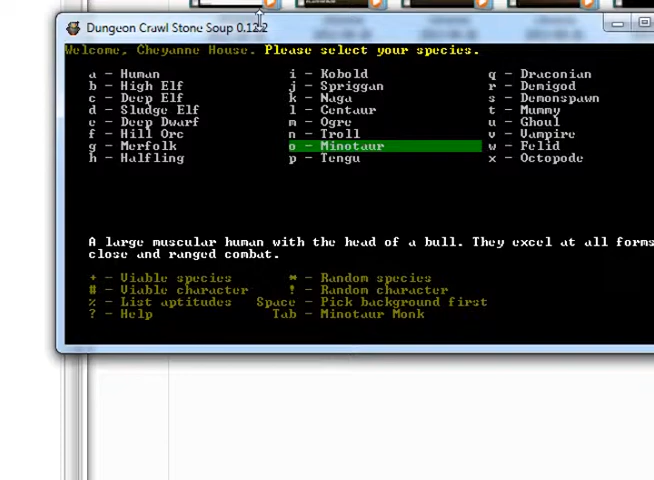 Dungeon Crawl Stone Soup 0.12.2
Welcome, Cheyanne House. Please select your species.
a - Human i - Kobold q - Draconian
b - High Elf j - Spriggan r - Demigod
c - Deep Elf k - Naga s - Demonspawn
d - Sludge Elf l - Centaur t - Mummy
e - Deep Dwarf m - Ogre u - Ghoul
f - Hill Orc n - Troll v - Vampire
g - Merfolk o - Minotaur w - Felid
h - Halfling p - Tengu x - Octopode
A large muscular human with the head of a bull. They excel at all forms
close and ranged combat.
+ - Viable species * - Random species
# - Viable character ! - Random character
% - List aptitudes Space - Pick background first
? - Help Tab - Minotaur Monk